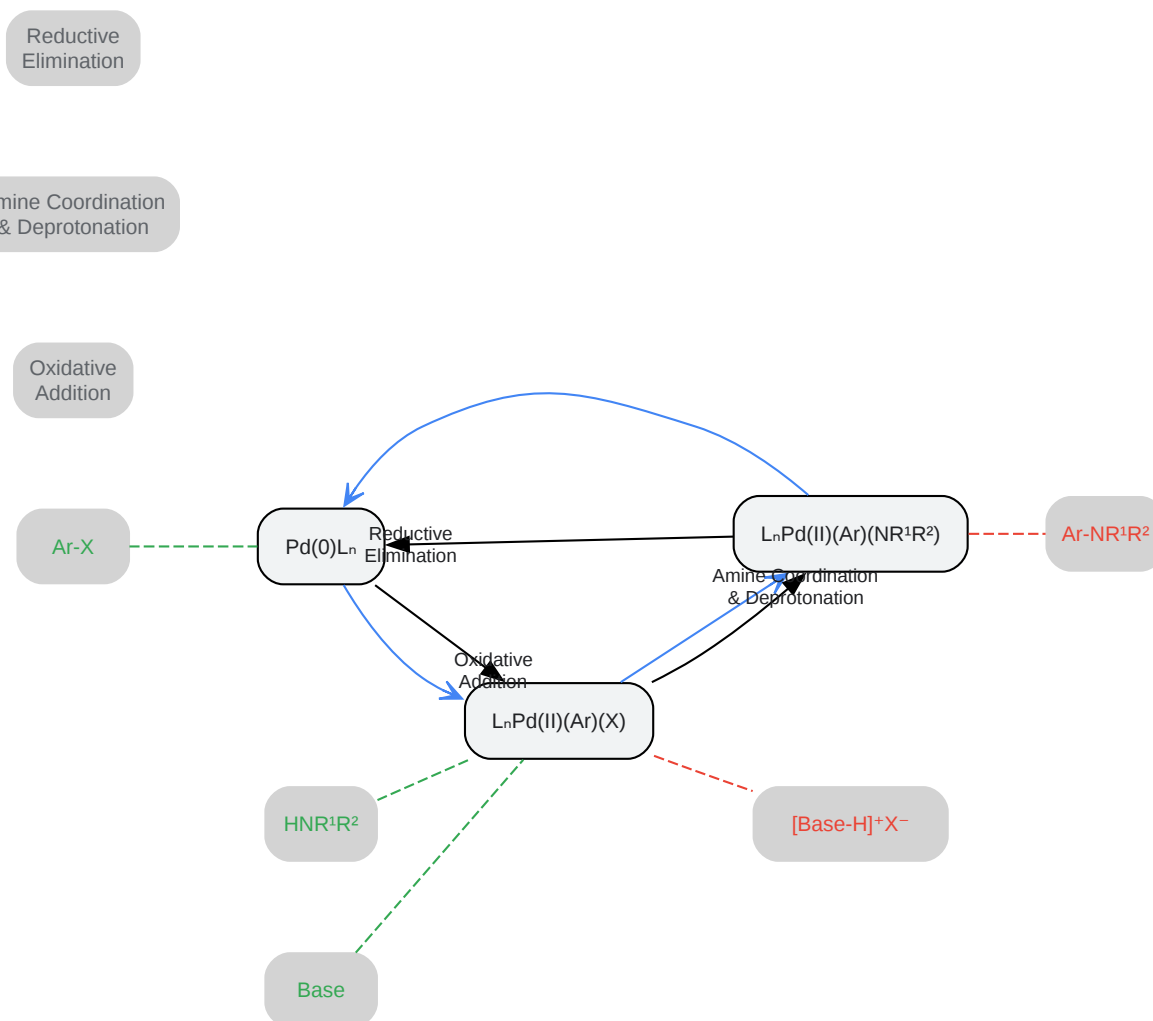 Reductive
Elimination
mine Coordination
& Deprotonation
Oxidative
Addition
Ar-X
Pd(0)Lₙ
Reductive
Elimination
LₙPd(II)(Ar)(NR¹R²)
Ar-NR¹R²
Amine Coordination
& Deprotonation
Oxidative
Addition
LₙPd(II)(Ar)(X)
HNR¹R²
[Base-H]⁺X⁻
Base